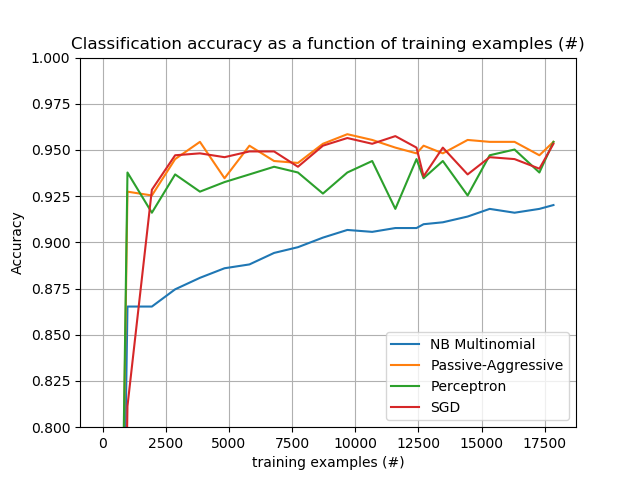 Classification accuracy as a function of training examples (#)
1.000
0.975
0.950
0.925
0.900
0.875
0.850
0.825
0.800
Accuracy
NB Multinomial
Passive-Aggressive
Perceptron
SGD
0 2500 5000 7500 10000 12500 15000 17500
training examples (#)